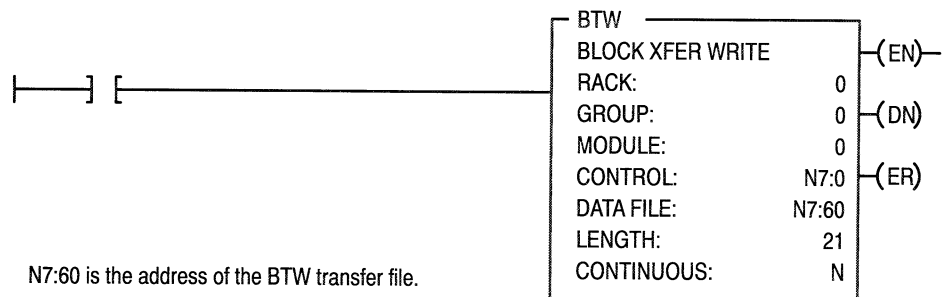 BTW
BLOCK XFER WRITE (EN)
RACK: 0
GROUP: 0 (DN)
MODULE: 0
CONTROL: N7:0 (ER)
DATA FILE: N7:60
LENGTH: 21
CONTINUOUS: N
N7:60 is the address of the BTW transfer file.